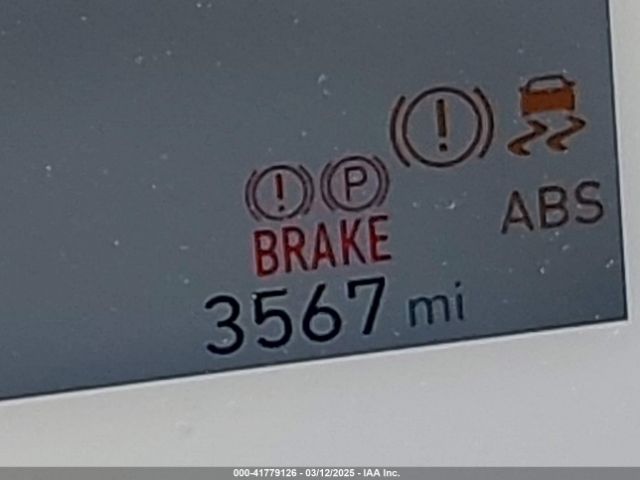 ABS
P
BRAKE
3567 mi
000-41779126 - 03/12/2025 - IAA Inc.